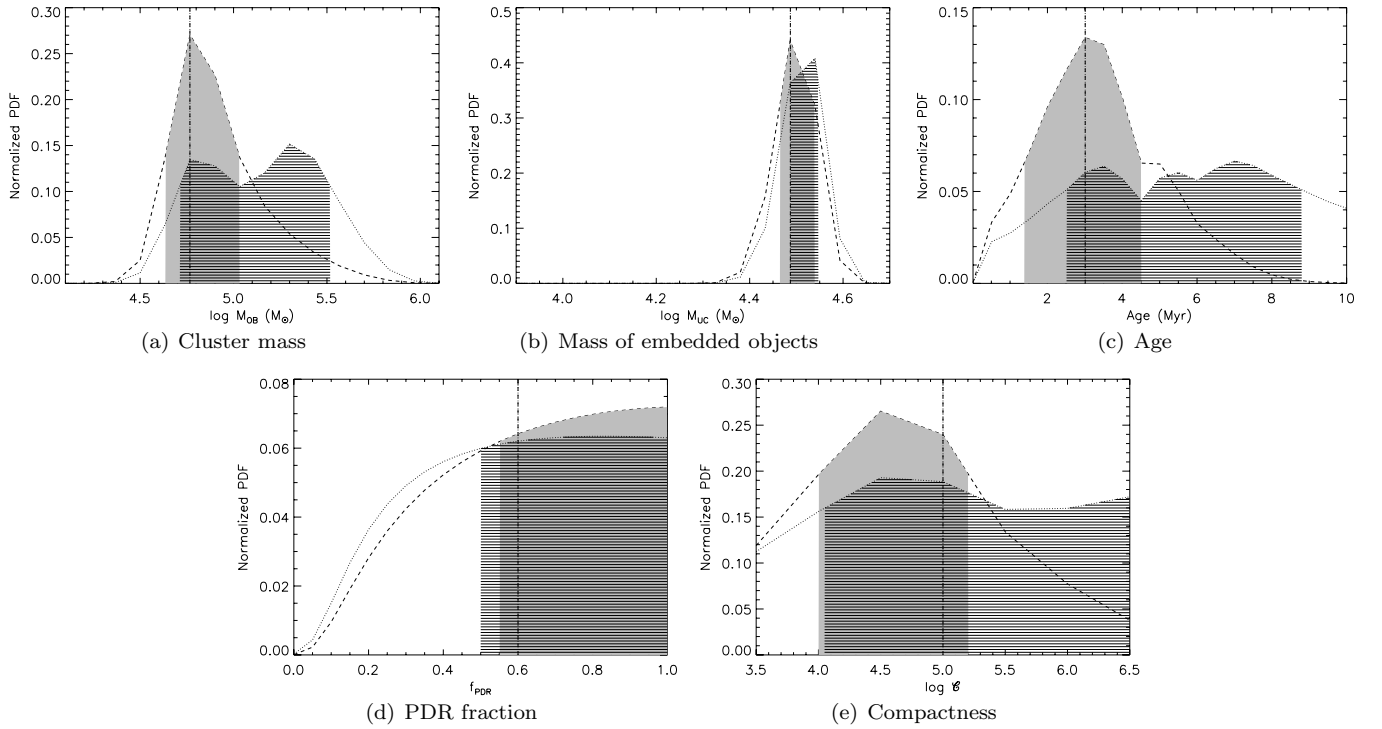 0.30
0.25
0.20
0.15
0.10
0.05
0.00
Normalized PDF
4.5 5.0 5.5 6.0
log M_OB (M_⊙)
(a) Cluster mass
0.5
0.4
0.3
0.2
0.1
0.0
Normalized PDF
4.0 4.2 4.4 4.6
log M_UC (M_⊙)
(b) Mass of embedded objects
0.15
0.10
0.05
0.00
Normalized PDF
2 4 6 8 10
Age (Myr)
(c) Age
0.08
0.06
0.04
0.02
0.00
Normalized PDF
0.0 0.2 0.4 0.6 0.8 1.0
f_PDR
(d) PDR fraction
0.30
0.25
0.20
0.15
0.10
0.05
0.00
Normalized PDF
3.5 4.0 4.5 5.0 5.5 6.0 6.5
log 𝒞
(e) Compactness